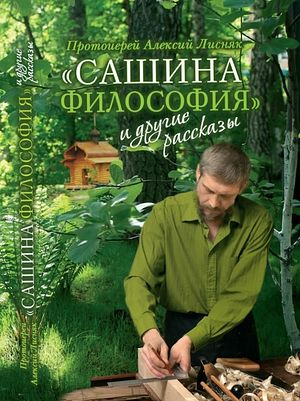 Протоиерей Алексий Лисняк
«САШИНА
ФИЛОСОФИЯ»
и другие
рассказы
Протоиерей
Алексий Лисняк
«САШИНА ФИЛОСОФИЯ»
и другие
рассказы